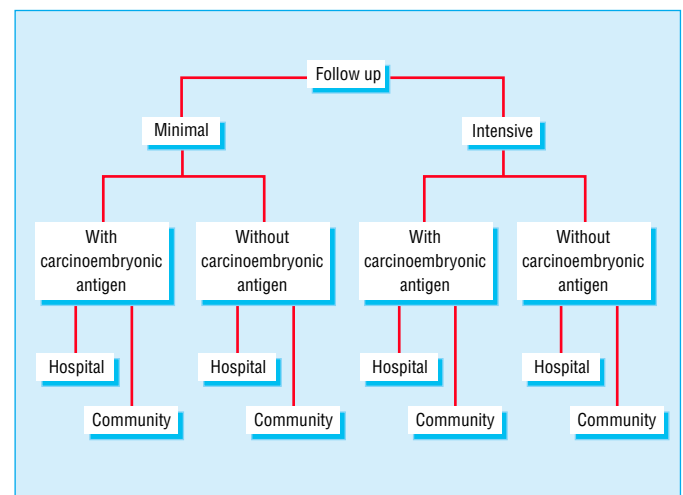 Follow up
Minimal
Intensive
With
carcinoembryonic
antigen
Without
carcinoembryonic
antigen
With
carcinoembryonic
antigen
Without
carcinoembryonic
antigen
Hospital
Hospital
Hospital
Hospital
Community
Community
Community
Community